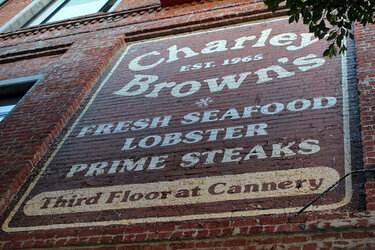 Charley
EST. 1965
Brown's
FRESH SEAFOOD
LOBSTER
PRIME STEAKS
Third Floor at Cannery